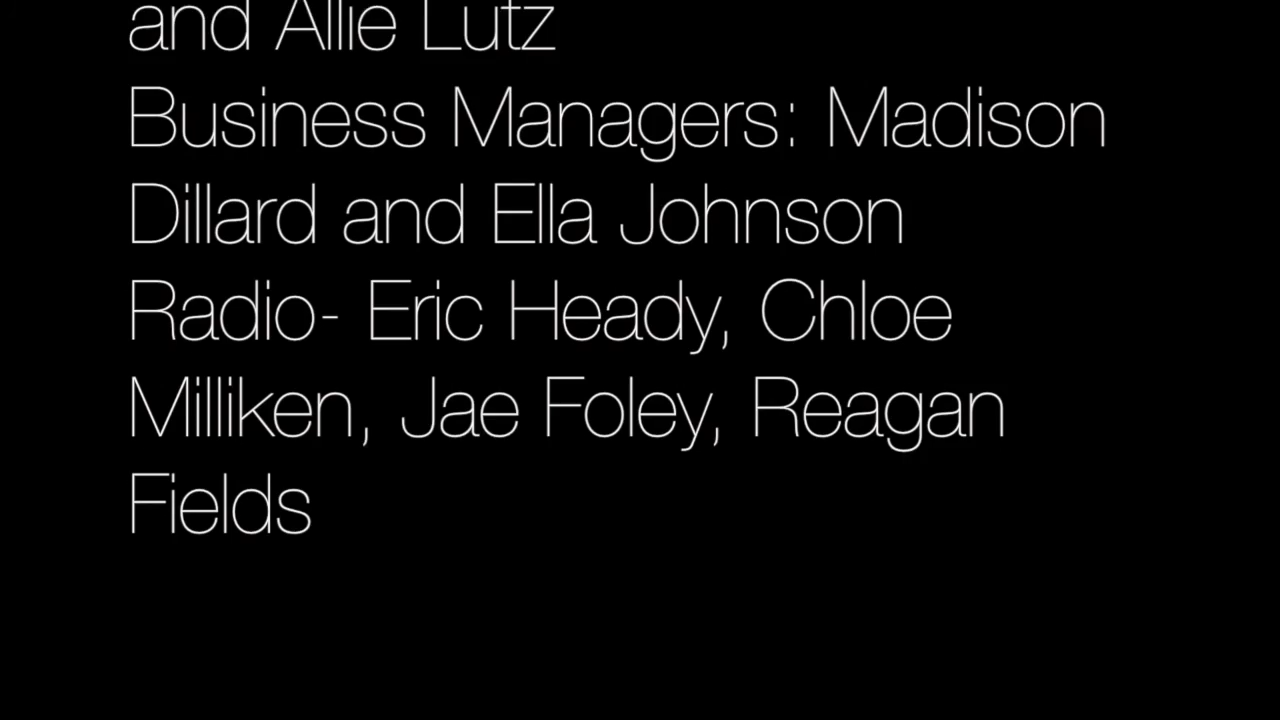 and Allie Lutz
Business Managers: Madison
Dillard and Ella Johnson
Radio- Eric Heady, Chloe
Milliken, Jae Foley, Reagan
Fields